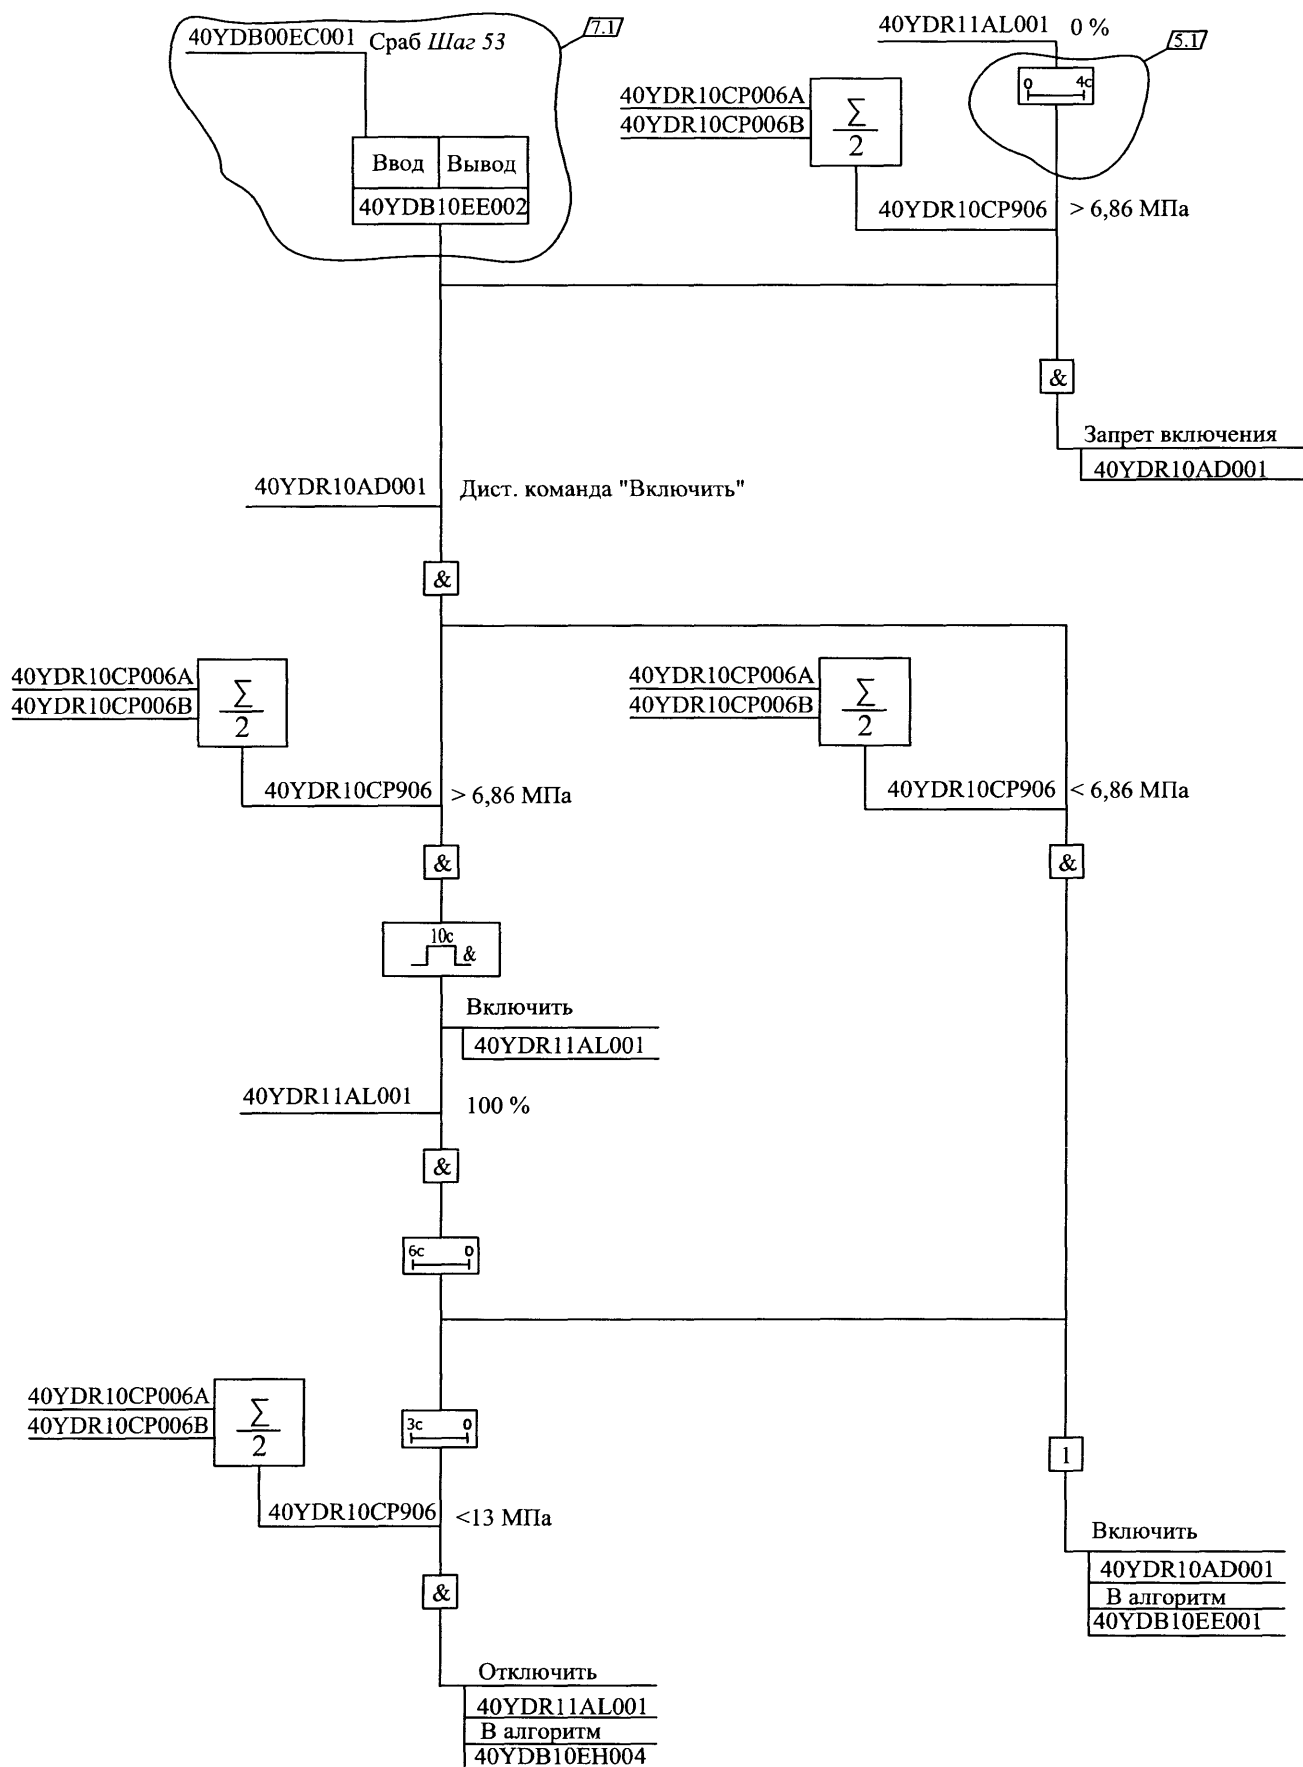 40YDB00EC001 Сраб Шаг 53
7.1
40YDR11AL001 0 %
5.1
0 4с
40YDR10CP006A
40YDR10CP006B
Σ
2
Ввод Вывод
40YDB10EE002
40YDR10CP906 > 6,86 МПа
&
Запрет включения
40YDR10AD001
40YDR10AD001 Дист. команда "Включить"
&
40YDR10CP006A
40YDR10CP006B
Σ
2
40YDR10CP006A
40YDR10CP006B
Σ
2
40YDR10CP906 > 6,86 МПа
40YDR10CP906 < 6,86 МПа
&
&
10с
&
Включить
40YDR11AL001
40YDR11AL001 100 %
&
6с 0
40YDR10CP006A
40YDR10CP006B
Σ
2
3с 0
1
40YDR10CP906 <13 МПа
Включить
40YDR10AD001
В алгоритм
40YDB10EE001
&
Отключить
40YDR11AL001
В алгоритм
40YDB10EH004